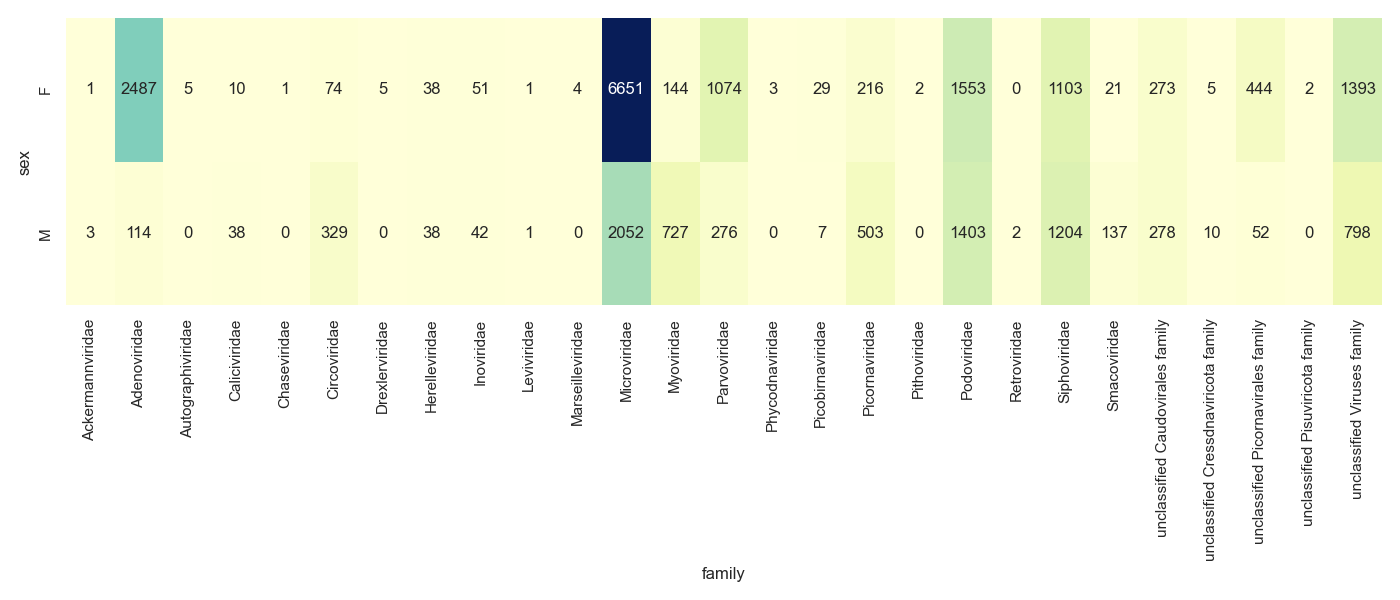 F 1 2487 5 10 1 74 5 38 51 1 4 6651 144 1074 3 29 216 2 1553 0 1103 21 273 5 444 2 1393
sex
M 3 114 0 38 0 329 0 38 42 1 0 2052 727 276 0 7 503 0 1403 2 1204 137 278 10 52 0 798
Ackermannviridae
Adenoviridae
Autographiviridae
Caliciviridae
Chaseviridae
Circoviridae
Drexlerviridae
Herelleviridae
Inoviridae
Leviviridae
Marseilleviridae
Microviridae
Myoviridae
Parvoviridae
Phycodnaviridae
Picobirnaviridae
Picornaviridae
Pithoviridae
Podoviridae
Retroviridae
Siphoviridae
Smacoviridae
unclassified Caudovirales family
unclassified Cressdnaviricota family
unclassified Picornavirales family
unclassified Pisuviricota family
unclassified Viruses family
family